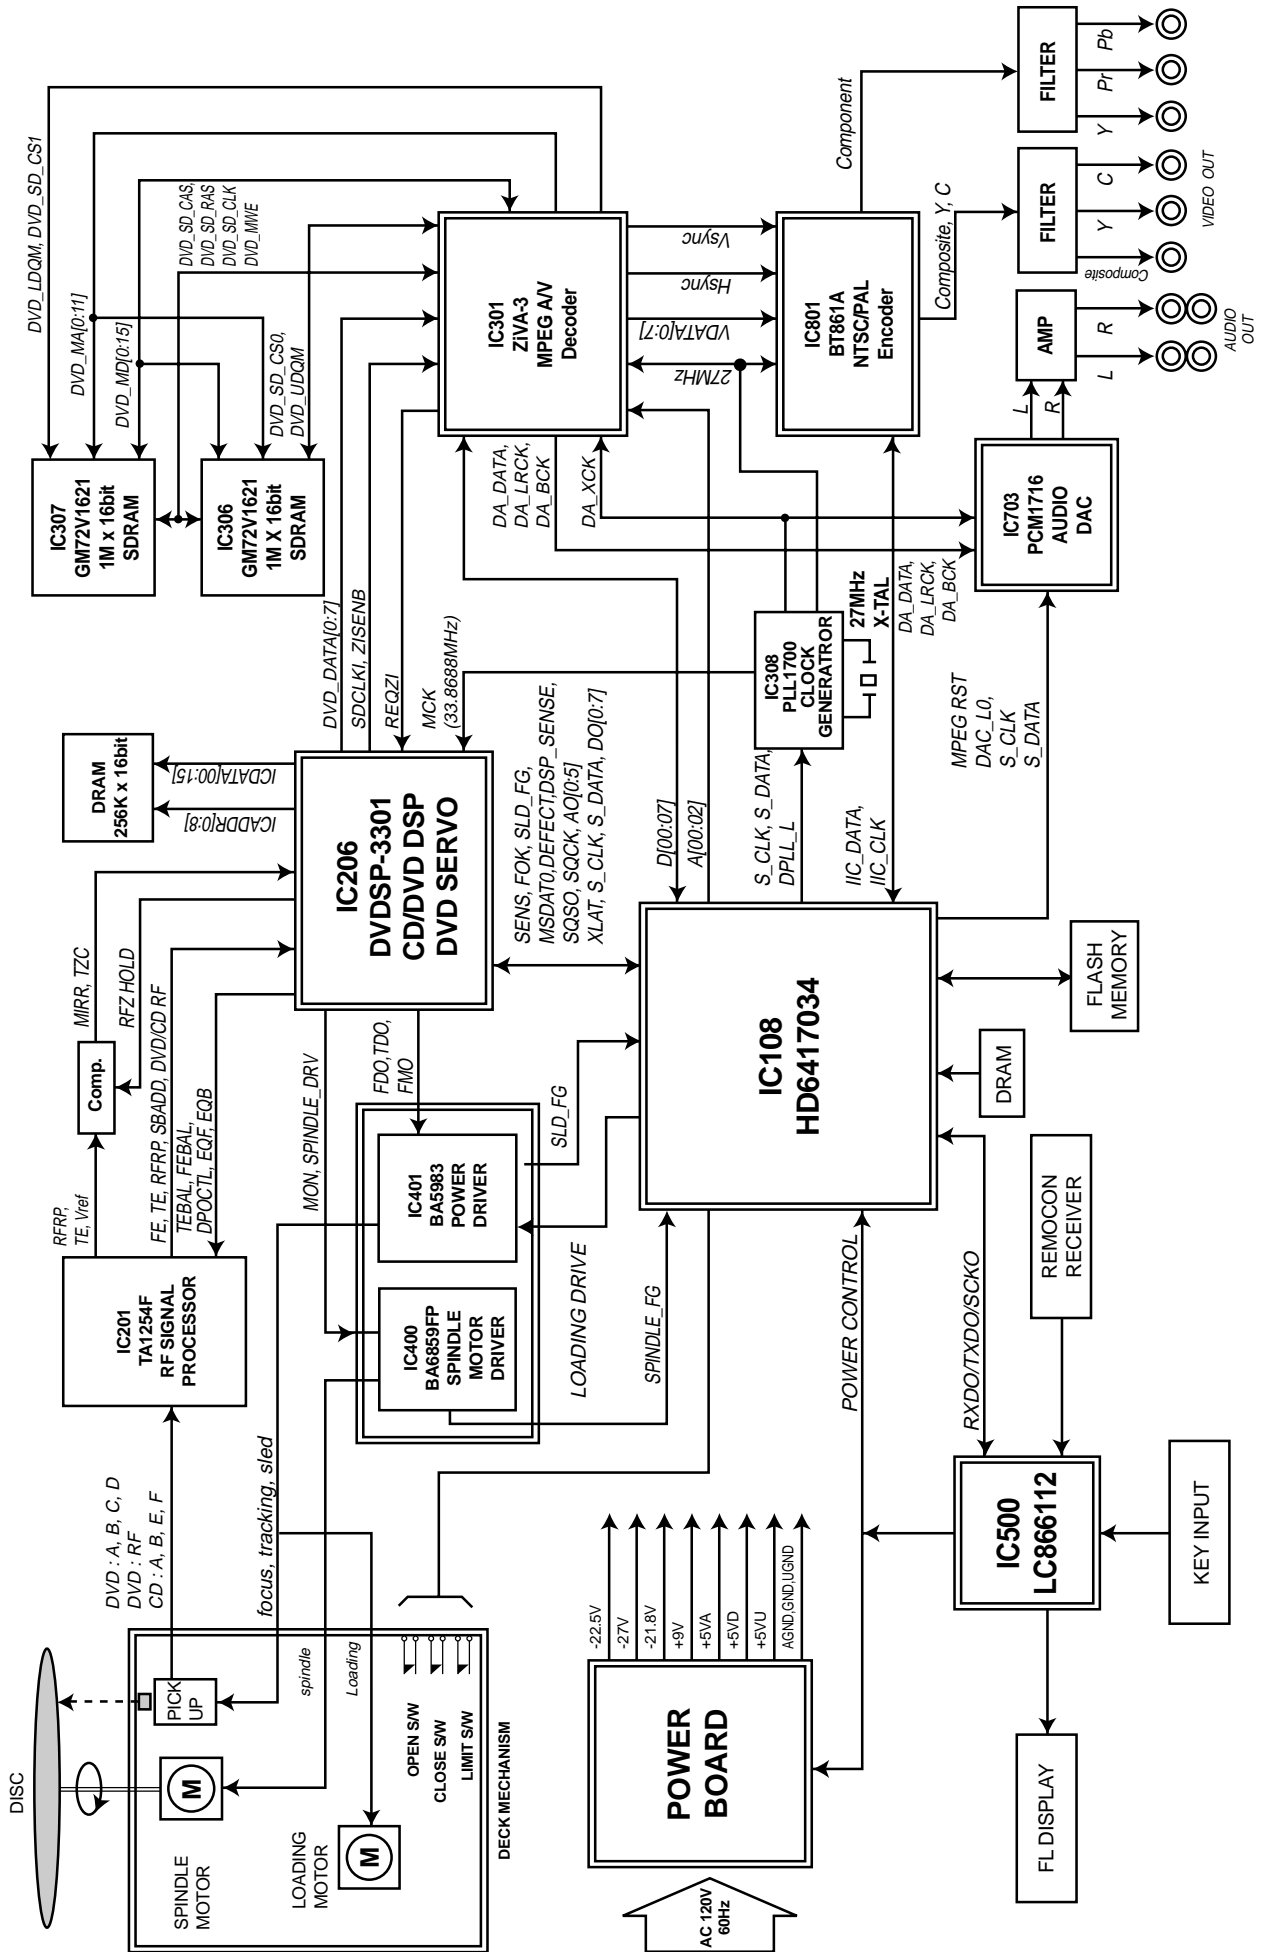 DISC
SPINDLE
MOTOR
M
PICK
UP
LOADING
MOTOR
M
spindle
Loading
OPEN S/W
CLOSE S/W
LIMIT S/W
DECK MECHANISM
DVD : A, B, C, D
DVD : RF
CD : A, B, E, F
focus, tracking, sled
IC201
TA1254F
RF SIGNAL
PROCESSOR
RFRP,
TE, Vref
Comp.
MIRR, TZC
RFZ HOLD
FE, TE, RFRP, SBADD, DVD/CD RF
TEBAL, FEBAL,
DPOCTL, EQF, EQB
MON, SPINDLE_DRV
FDO,TDO,
FMO
IC400
BA6859FP
SPINDLE
MOTOR
DRIVER
IC401
BA5983
POWER
DRIVER
SLD_FG
LOADING DRIVE
SPINDLE_FG
DRAM
256K x 16bit
ICADDR[0:8]
ICDATA[00:15]
IC206
DVDSP-3301
CD/DVD DSP
DVD SERVO
DVD_DATA[0:7]
SDCLKI, ZISENB
REQZI
MCK
(33.8688MHz)
SENS, FOK, SLD_FG,
MSDAT0,DEFECT,DSP_SENSE,
SQSO, SQCK, AO[0:5]
XLAT, S_CLK, S_DATA, DO[0:7]
IC307
GM72V1621
1M x 16bit
SDRAM
IC306
GM72V1621
1M X 16bit
SDRAM
DVD_LDQM, DVD_SD_CS1
DVD_MA[0:11]
DVD_MD[0:15]
DVD_SD_CAS,
DVD_SD_RAS
DVD_SD_CLK
DVD_MWE
DVD_SD_CS0,
DVD_UDQM
IC301
ZiVA-3
MPEG A/V
Decoder
Vsync
Hsync
VDATA[0:7]
27MHz
DA_DATA,
DA_LRCK,
DA_BCK
DA_XCK
IC801
BT861A
NTSC/PAL
Encoder
Component
Composite, Y, C
FILTER
Pb
Pr
Y
FILTER
C
Y
Composite
VIDEO OUT
AMP
R
L
AUDIO
OUT
L
R
IC703
PCM1716
AUDIO
DAC
IC308
PLL1700
CLOCK
GENERATROR
27MHz
X-TAL
DA_DATA,
DA_LRCK,
DA_BCK
D[00:07]
A[00:02]
S_CLK, S_DATA,
DPLL_L
IIC_DATA,
IIC_CLK
MPEG RST
DAC_L0,
S_CLK
S_DATA
IC108
HD6417034
FLASH
MEMORY
DRAM
REMOCON
RECEIVER
POWER CONTROL
RXDO/TXDO/SCKO
IC500
LC866112
KEY INPUT
FL DISPLAY
POWER
BOARD
AC 120V
60Hz
-22.5V
-27V
-21.8V
+9V
+5VA
+5VD
+5VU
AGND,GND,UGND